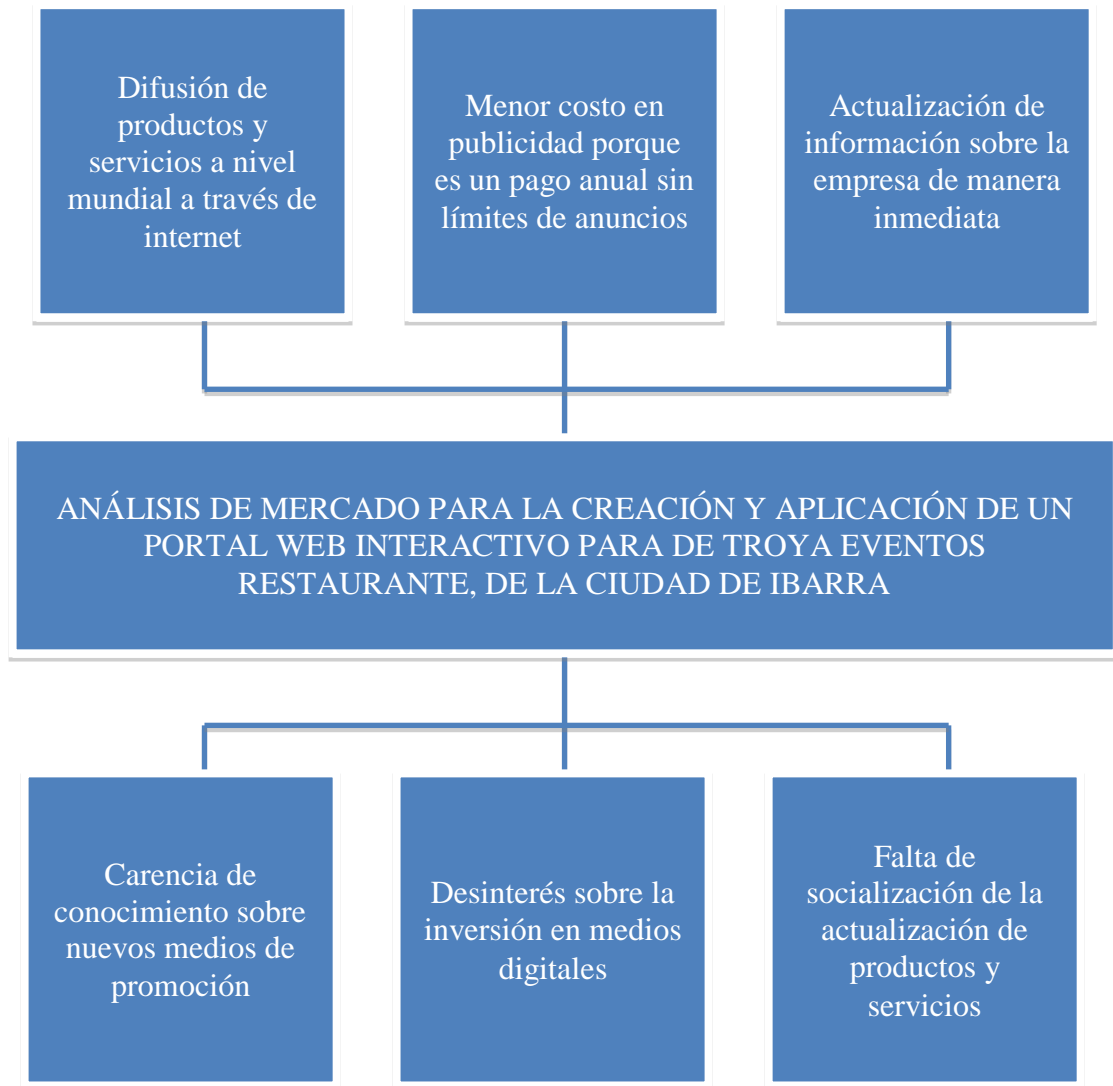 Difusión de
productos y
servicios a nivel
mundial a través de
internet
Menor costo en
publicidad porque
es un pago anual sin
límites de anuncios
Actualización de
información sobre la
empresa de manera
inmediata
ANÁLISIS DE MERCADO PARA LA CREACIÓN Y APLICACIÓN DE UN
PORTAL WEB INTERACTIVO PARA DE TROYA EVENTOS
RESTAURANTE, DE LA CIUDAD DE IBARRA
Carencia de
conocimiento sobre
nuevos medios de
promoción
Desinterés sobre la
inversión en medios
digitales
Falta de
socialización de la
actualización de
productos y
servicios